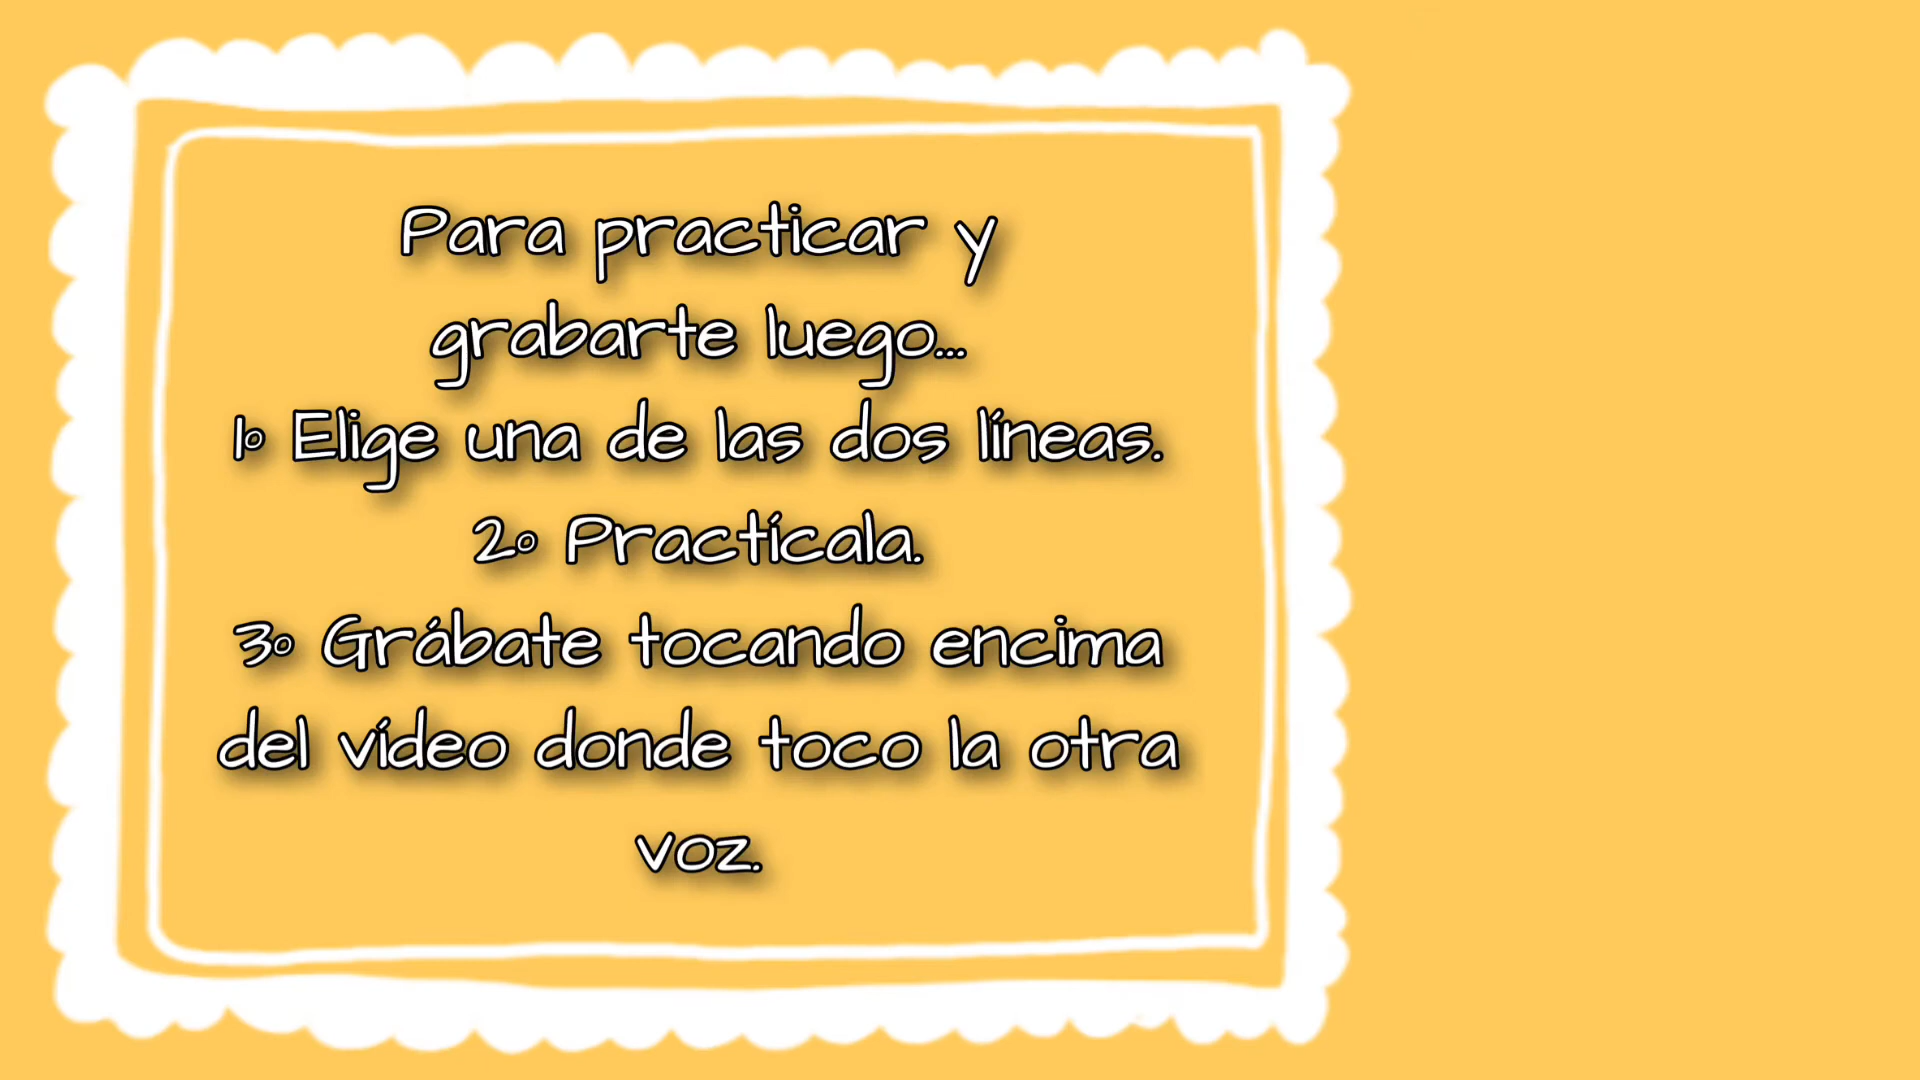 Para practicar y
grabarte luego...
1º Elige una de las dos líneas.
2º Practícala.
3º Grábate tocando encima
del vídeo donde toco la otra
voz.